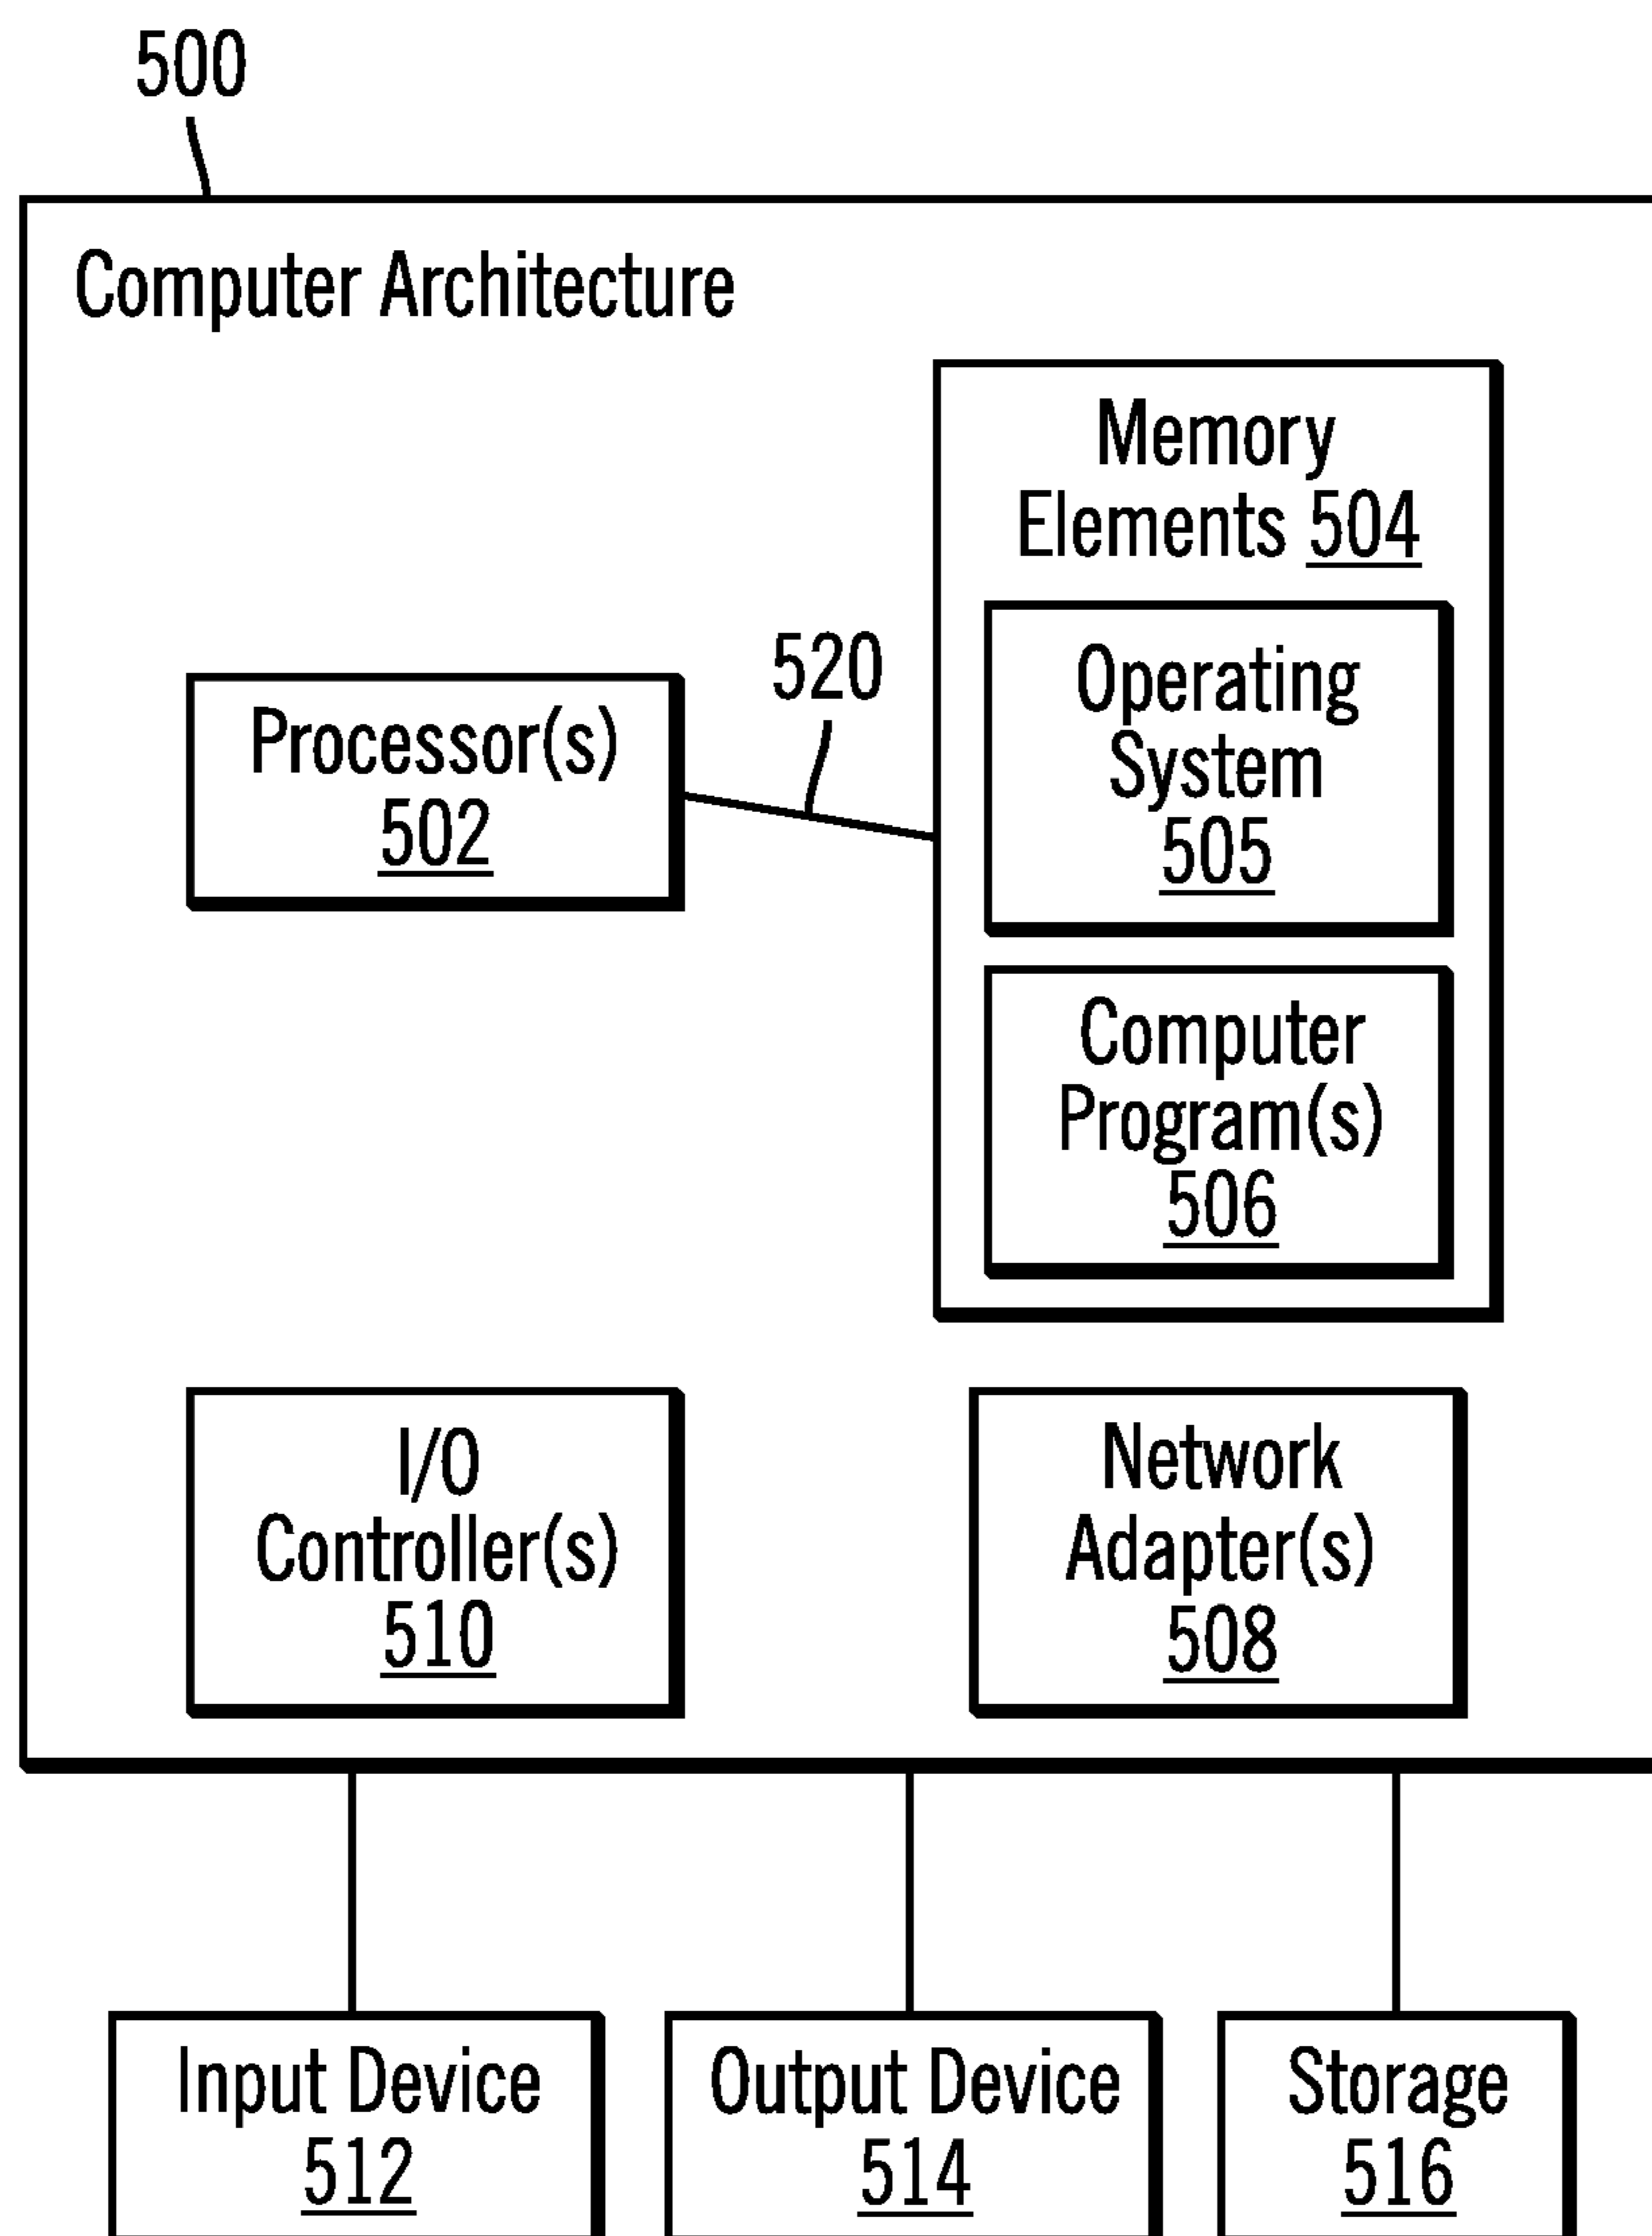 500
Computer Architecture
Memory
Elements 504
520
Processor(s)
502
Operating
System
505
Computer
Program(s)
506
I/O
Controller(s)
510
Network
Adapter(s)
508
Input Device
512
Output Device
514
Storage
516